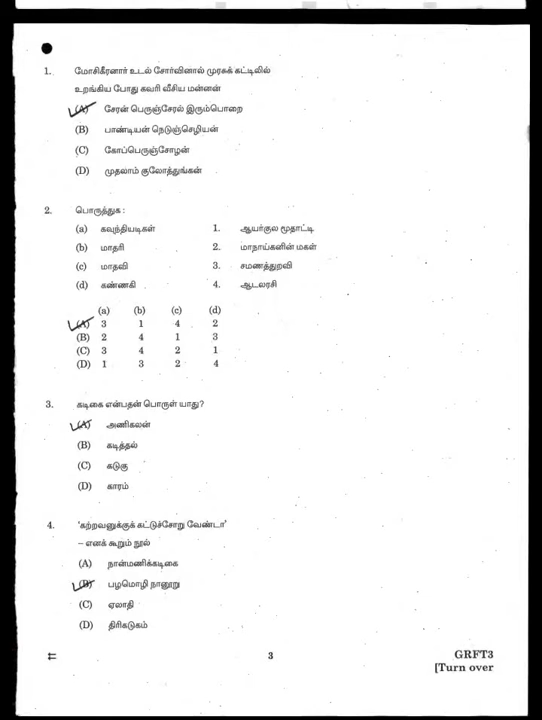 1. மோசிகீரனார் உடல் சோர்வினால் முரசுக் கட்டிலில்
உறங்கிய போது கவரி வீசிய மன்னன்
(A) சேரன் பெருஞ்சேரல் இரும்பொறை
(B) பாண்டியன் நெடுஞ்செழியன்
(C) கோப்பெருஞ்சோழன்
(D) முதலாம் குலோத்துங்கன்
2. பொருத்துக :
(a) கவுந்தியடிகள் 1. ஆயர்குல மூதாட்டி
(b) மாதரி 2. மாநாய்கனின் மகள்
(c) மாதவி 3. சமணத்துறவி
(d) கண்ணகி 4. ஆடலரசி
(a) (b) (c) (d)
(A) 3 1 4 2
(B) 2 4 1 3
(C) 3 4 2 1
(D) 1 3 2 4
3. கடிகை என்பதன் பொருள் யாது?
(A) அணிகலன்
(B) கடித்தல்
(C) கடுகு
(D) காரம்
4. 'கற்றவனுக்குக் கட்டுச்சோறு வேண்டா'
– எனக் கூறும் நூல்
(A) நான்மணிக்கடிகை
(B) பழமொழி நானூறு
(C) ஏலாதி
(D) திரிகடுகம்
3 GRFT3
[Turn over